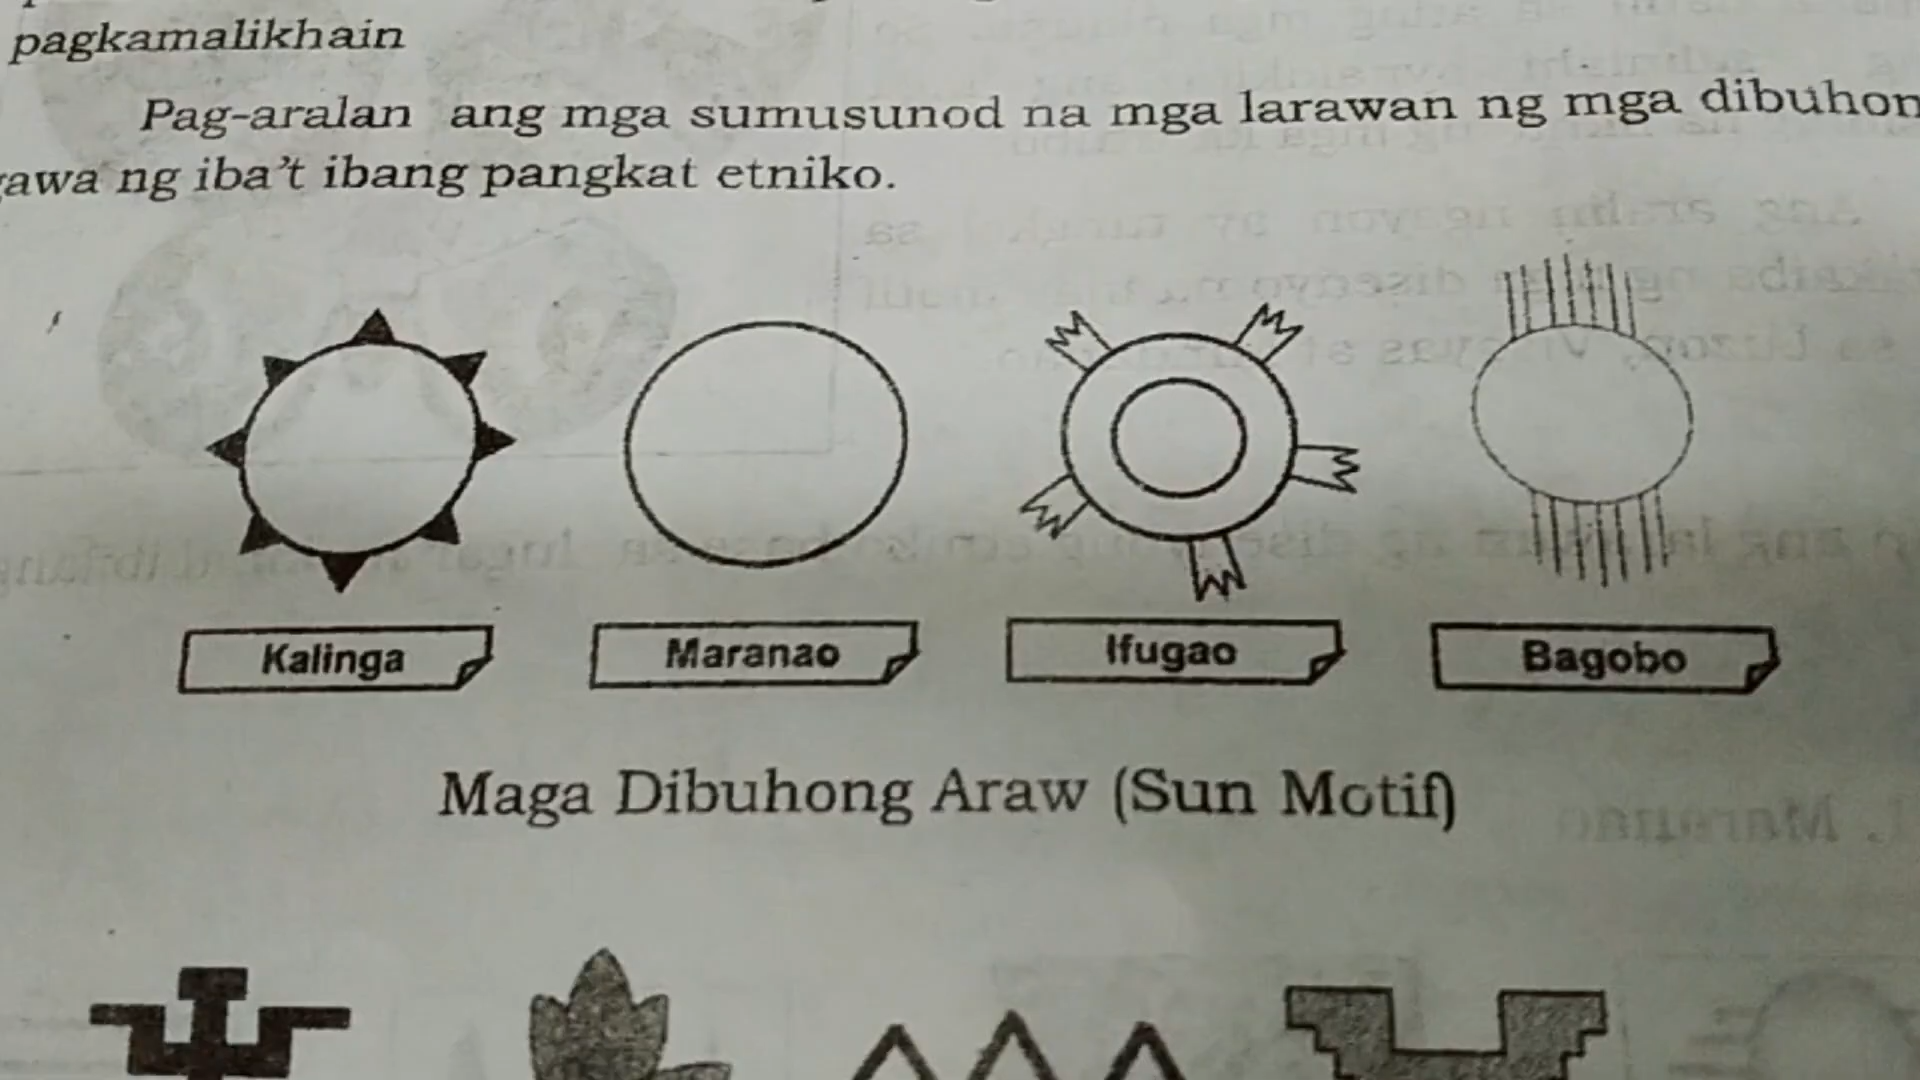 pagkamalikhain
Pag-aralan ang mga sumusunod na mga larawan ng mga dibuhon
gawa ng iba't ibang pangkat etniko.
Kalinga Maranao Ifugao Bagobo
Maga Dibuhong Araw (Sun Motif)